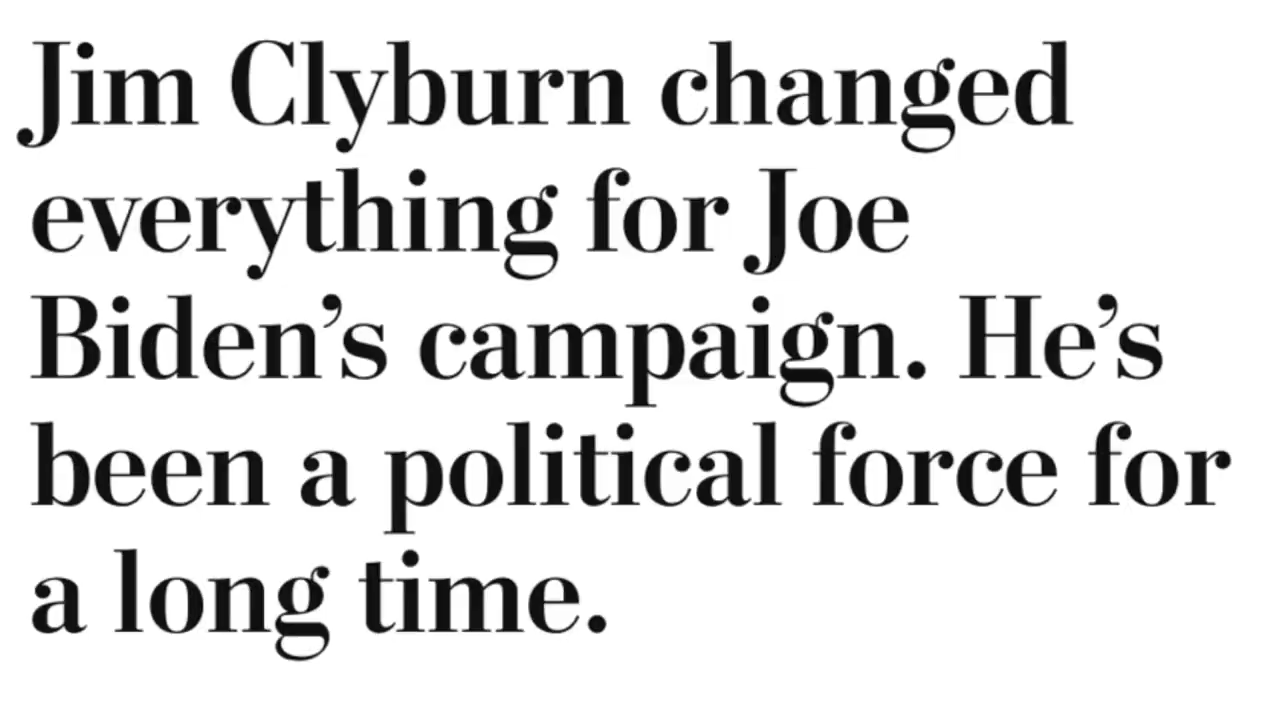 Jim Clyburn changed
everything for Joe
Biden’s campaign. He’s
been a political force for
a long time.